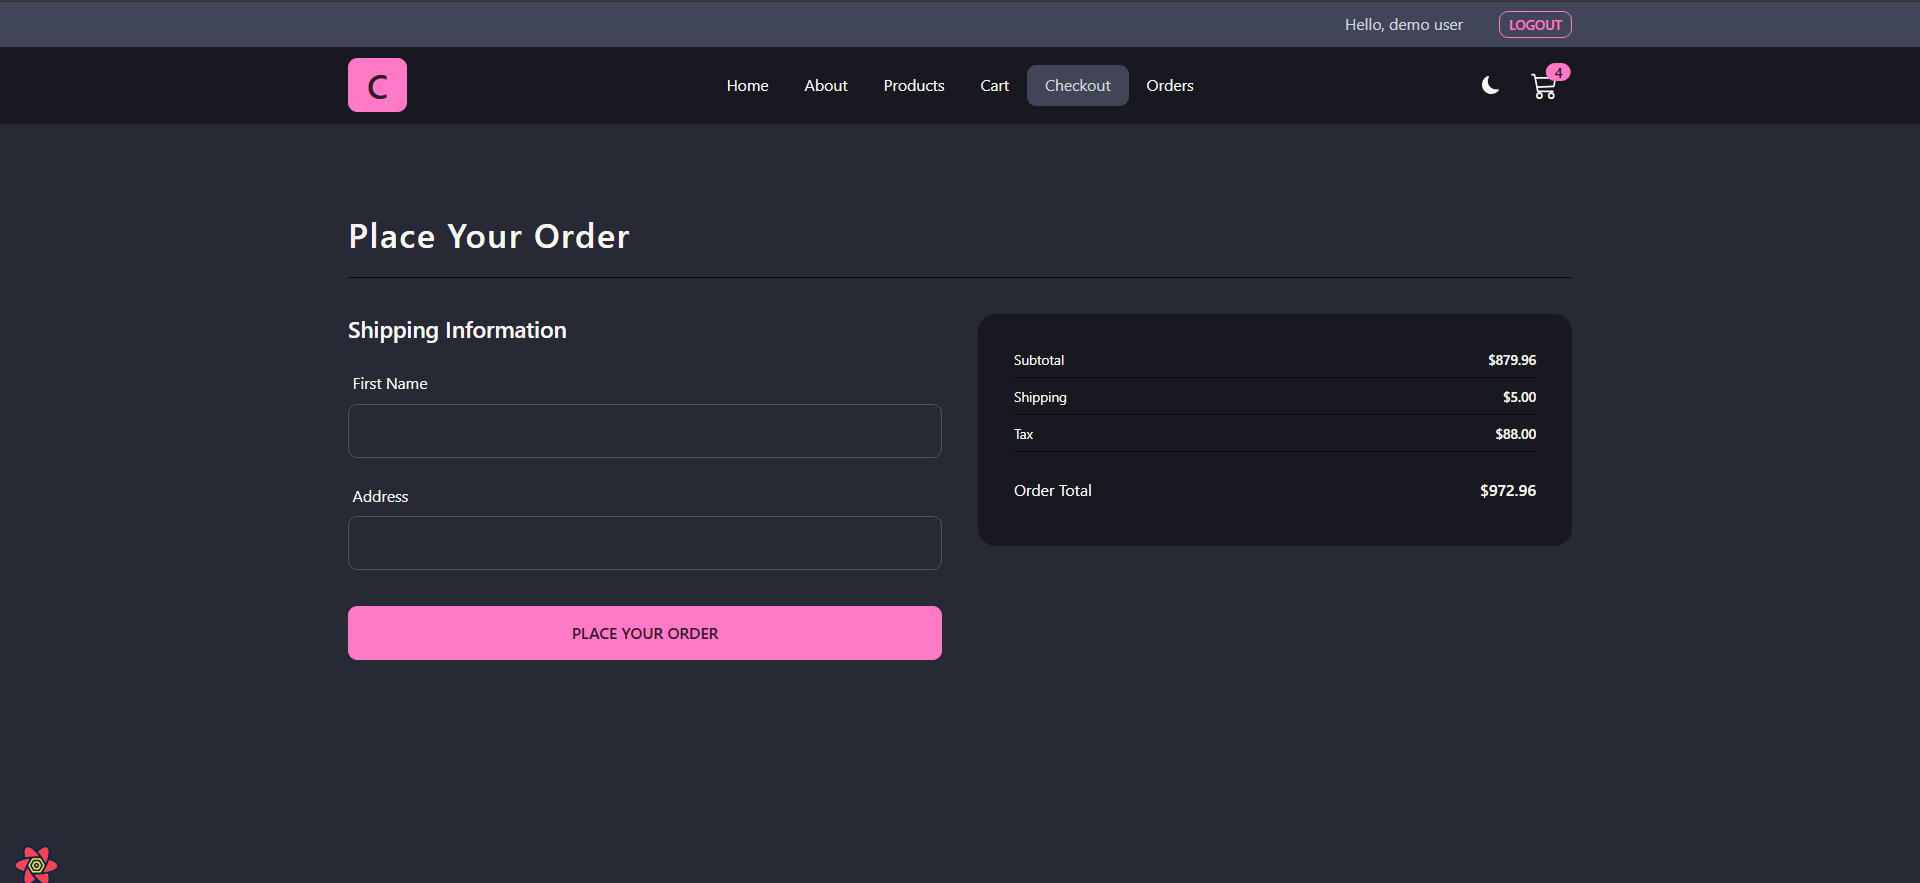 Hello, demo user LOGOUT
C Home About Products Cart Checkout Orders 4
Place Your Order
Shipping Information
First Name
Address
PLACE YOUR ORDER
Subtotal $879.96
Shipping $5.00
Tax $88.00
Order Total $972.96